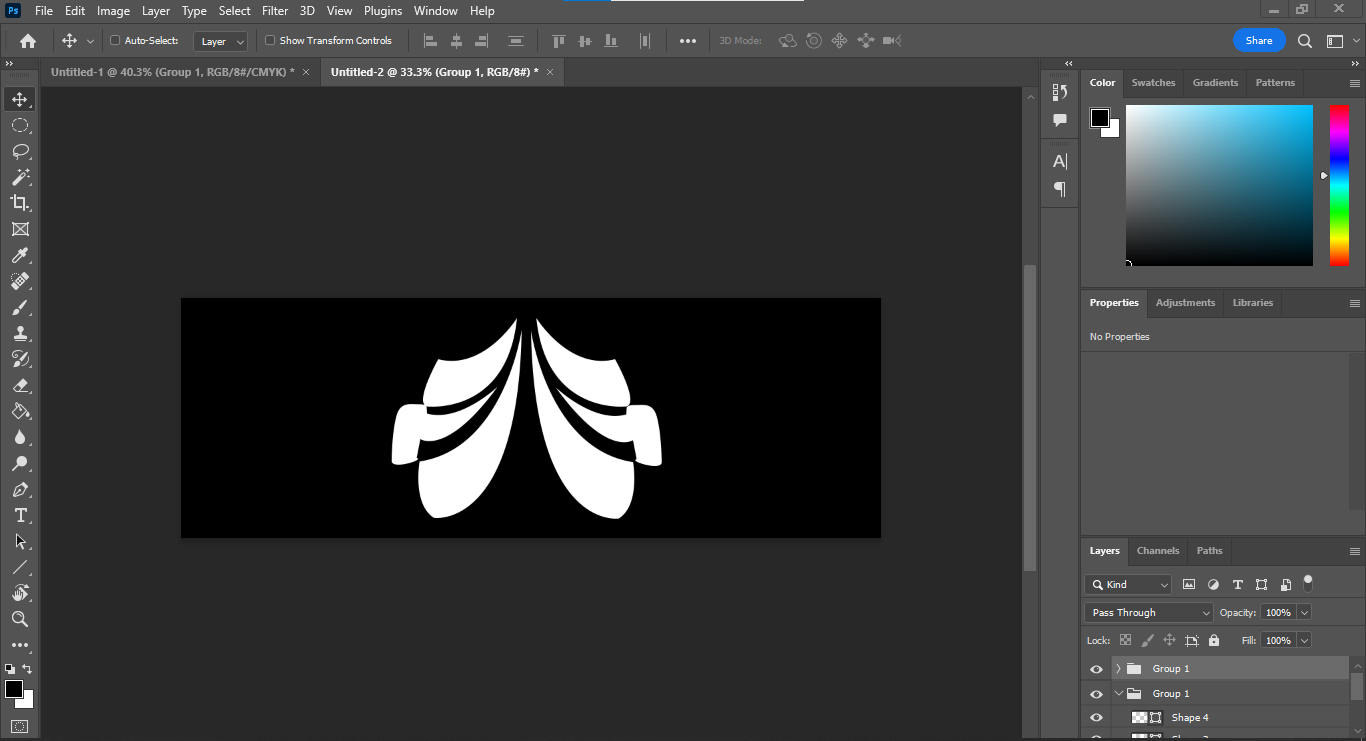 Ps File Edit Image Layer Type Select Filter 3D View Plugins Window Help
Auto-Select: Layer Show Transform Controls 3D Mode: Share
Untitled-1 @ 40.3% (Group 1, RGB/8#/CMYK) * × Untitled-2 @ 33.3% (Group 1, RGB/8#) * ×
Color Swatches Gradients Patterns
Properties Adjustments Libraries
No Properties
Layers Channels Paths
Kind
Pass Through Opacity: 100%
Lock: Fill: 100%
Group 1
Group 1
Shape 4